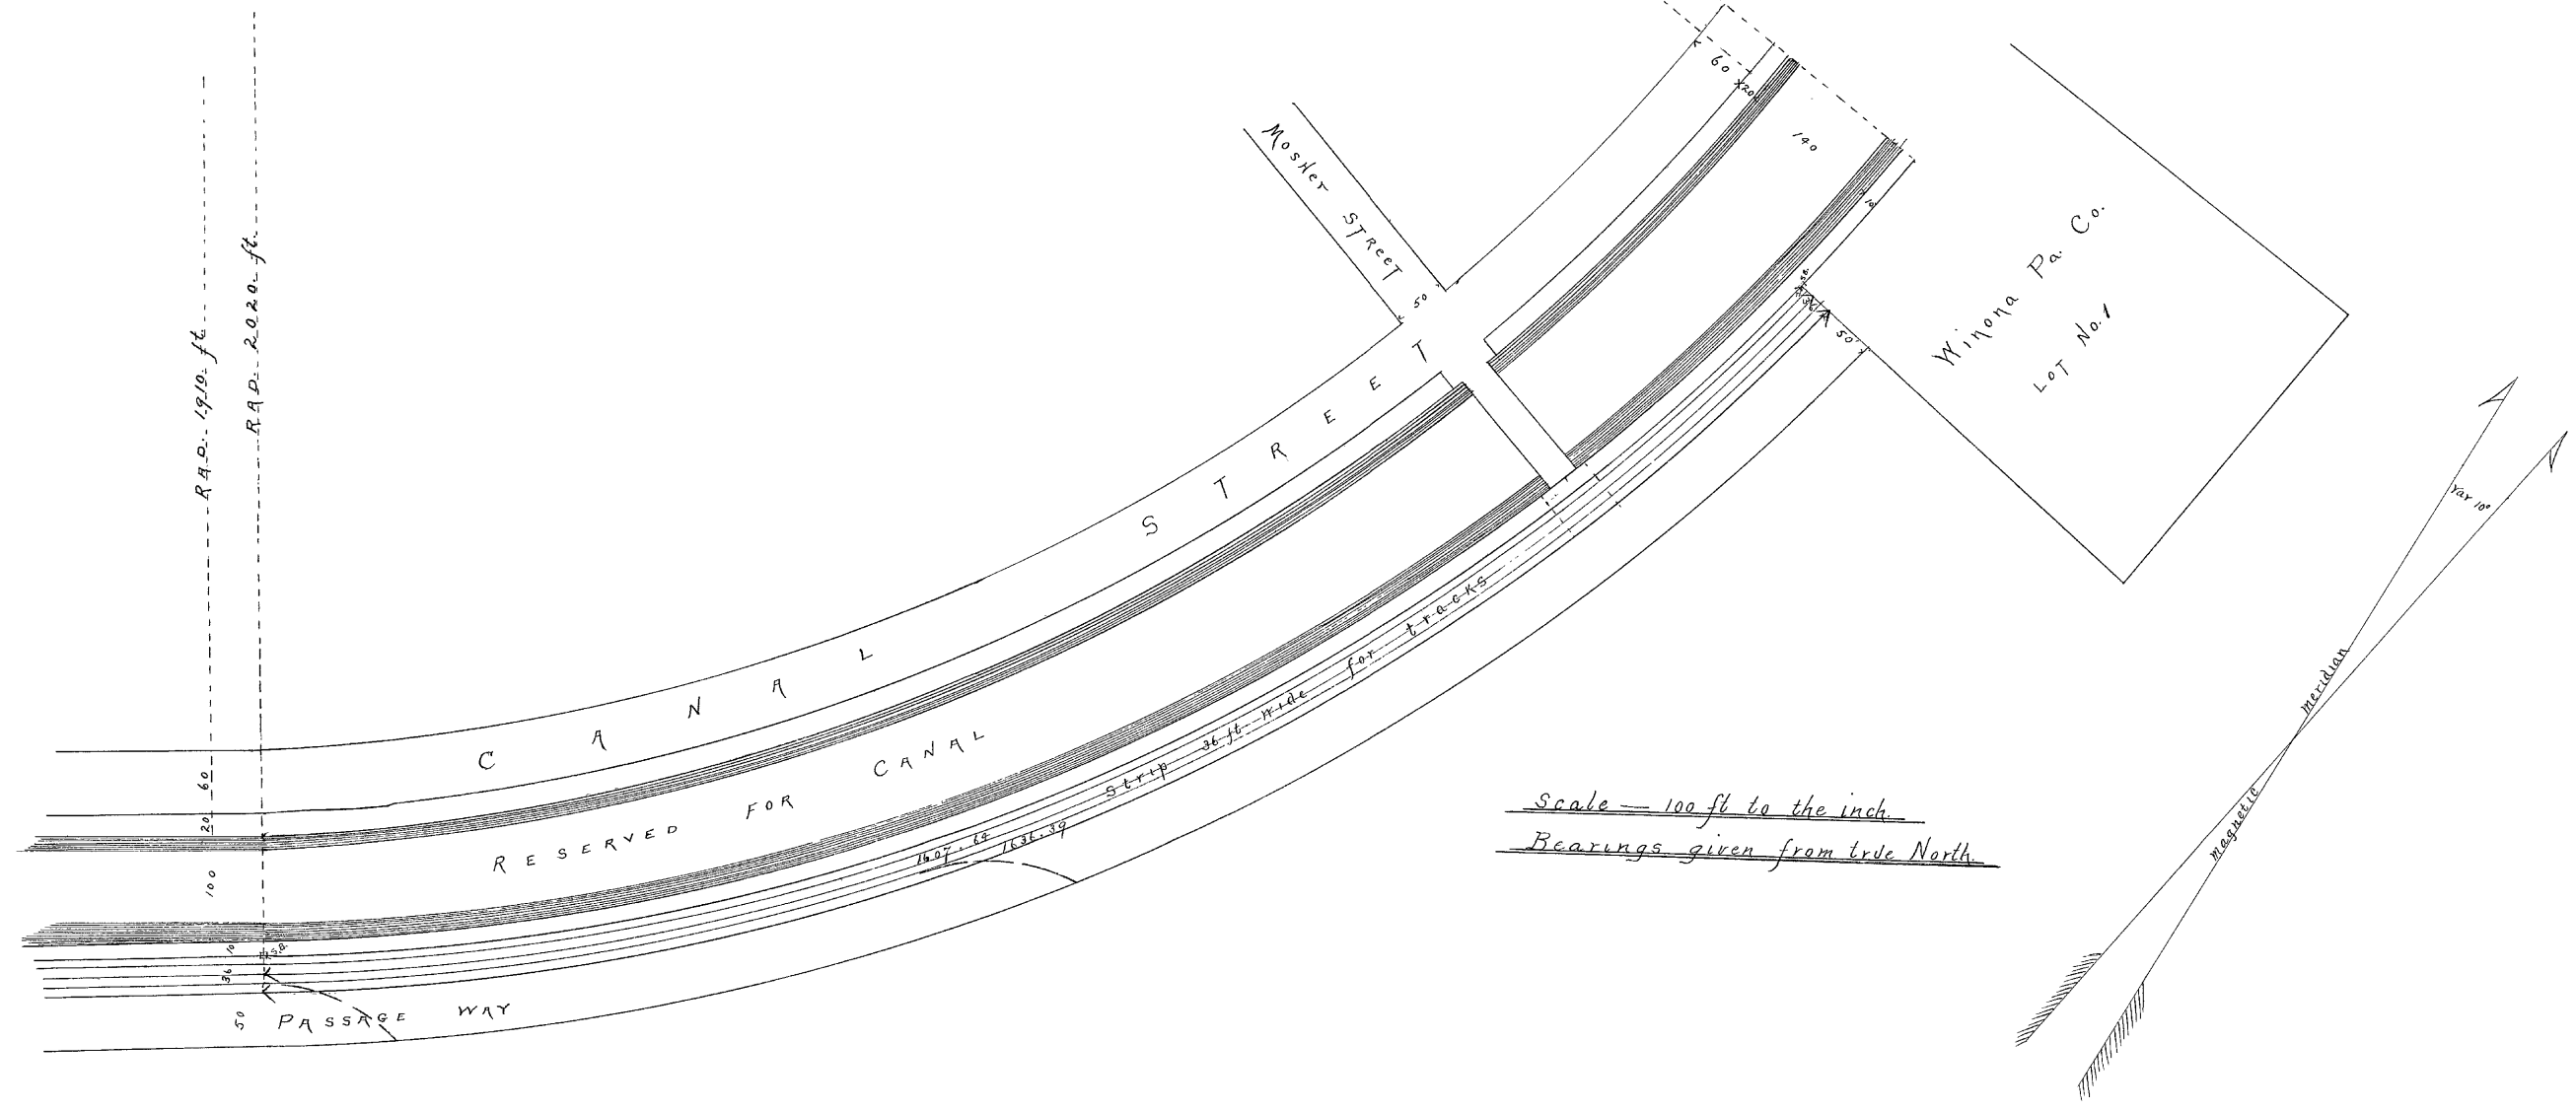 RAD. 1910. ft
RAD. 2020. ft.
MOSHER STREET
50
60
20
140
10
S.B.
50'
Winona Pa. Co.
LOT No. 1
Var 10°
meridian
magnetic
CANAL STREET
RESERVED FOR CANAL
strip 36 ft wide for tracks
1607.64
1636.39
60
20
100
10
S.B.
36
50 PASSAGE WAY
Scale — 100 ft to the inch.
Bearings given from true North.